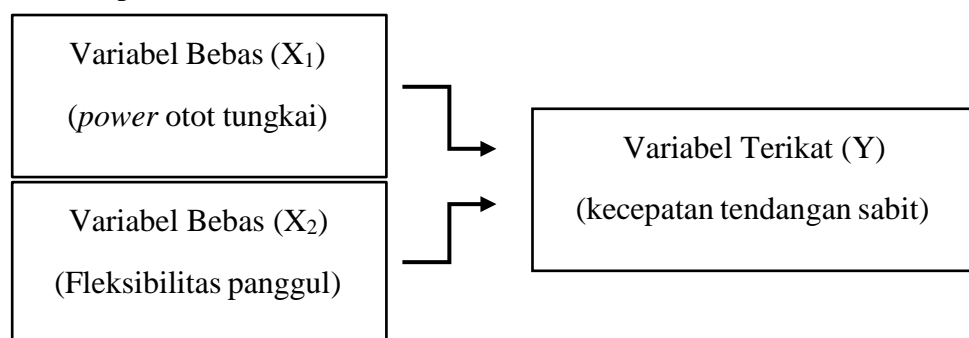 Variabel Bebas (X₁)
(power otot tungkai)
Variabel Bebas (X₂)
(Fleksibilitas panggul)
Variabel Terikat (Y)
(kecepatan tendangan sabit)